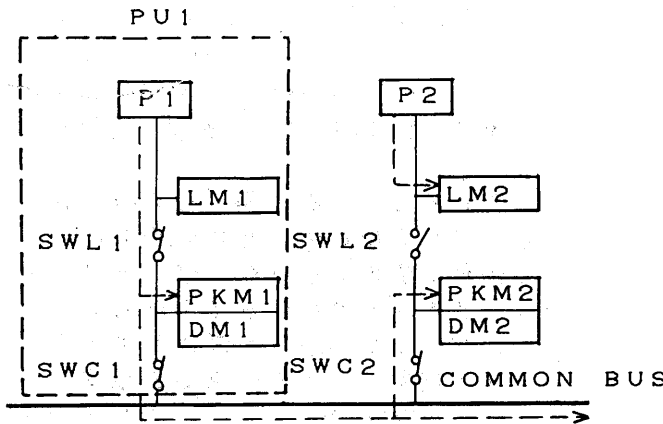 PU1
P1 P2
LM1 LM2
SWL1 SWL2
PKM1 PKM2
DM1 DM2
SWC1 SWC2 COMMON BUS